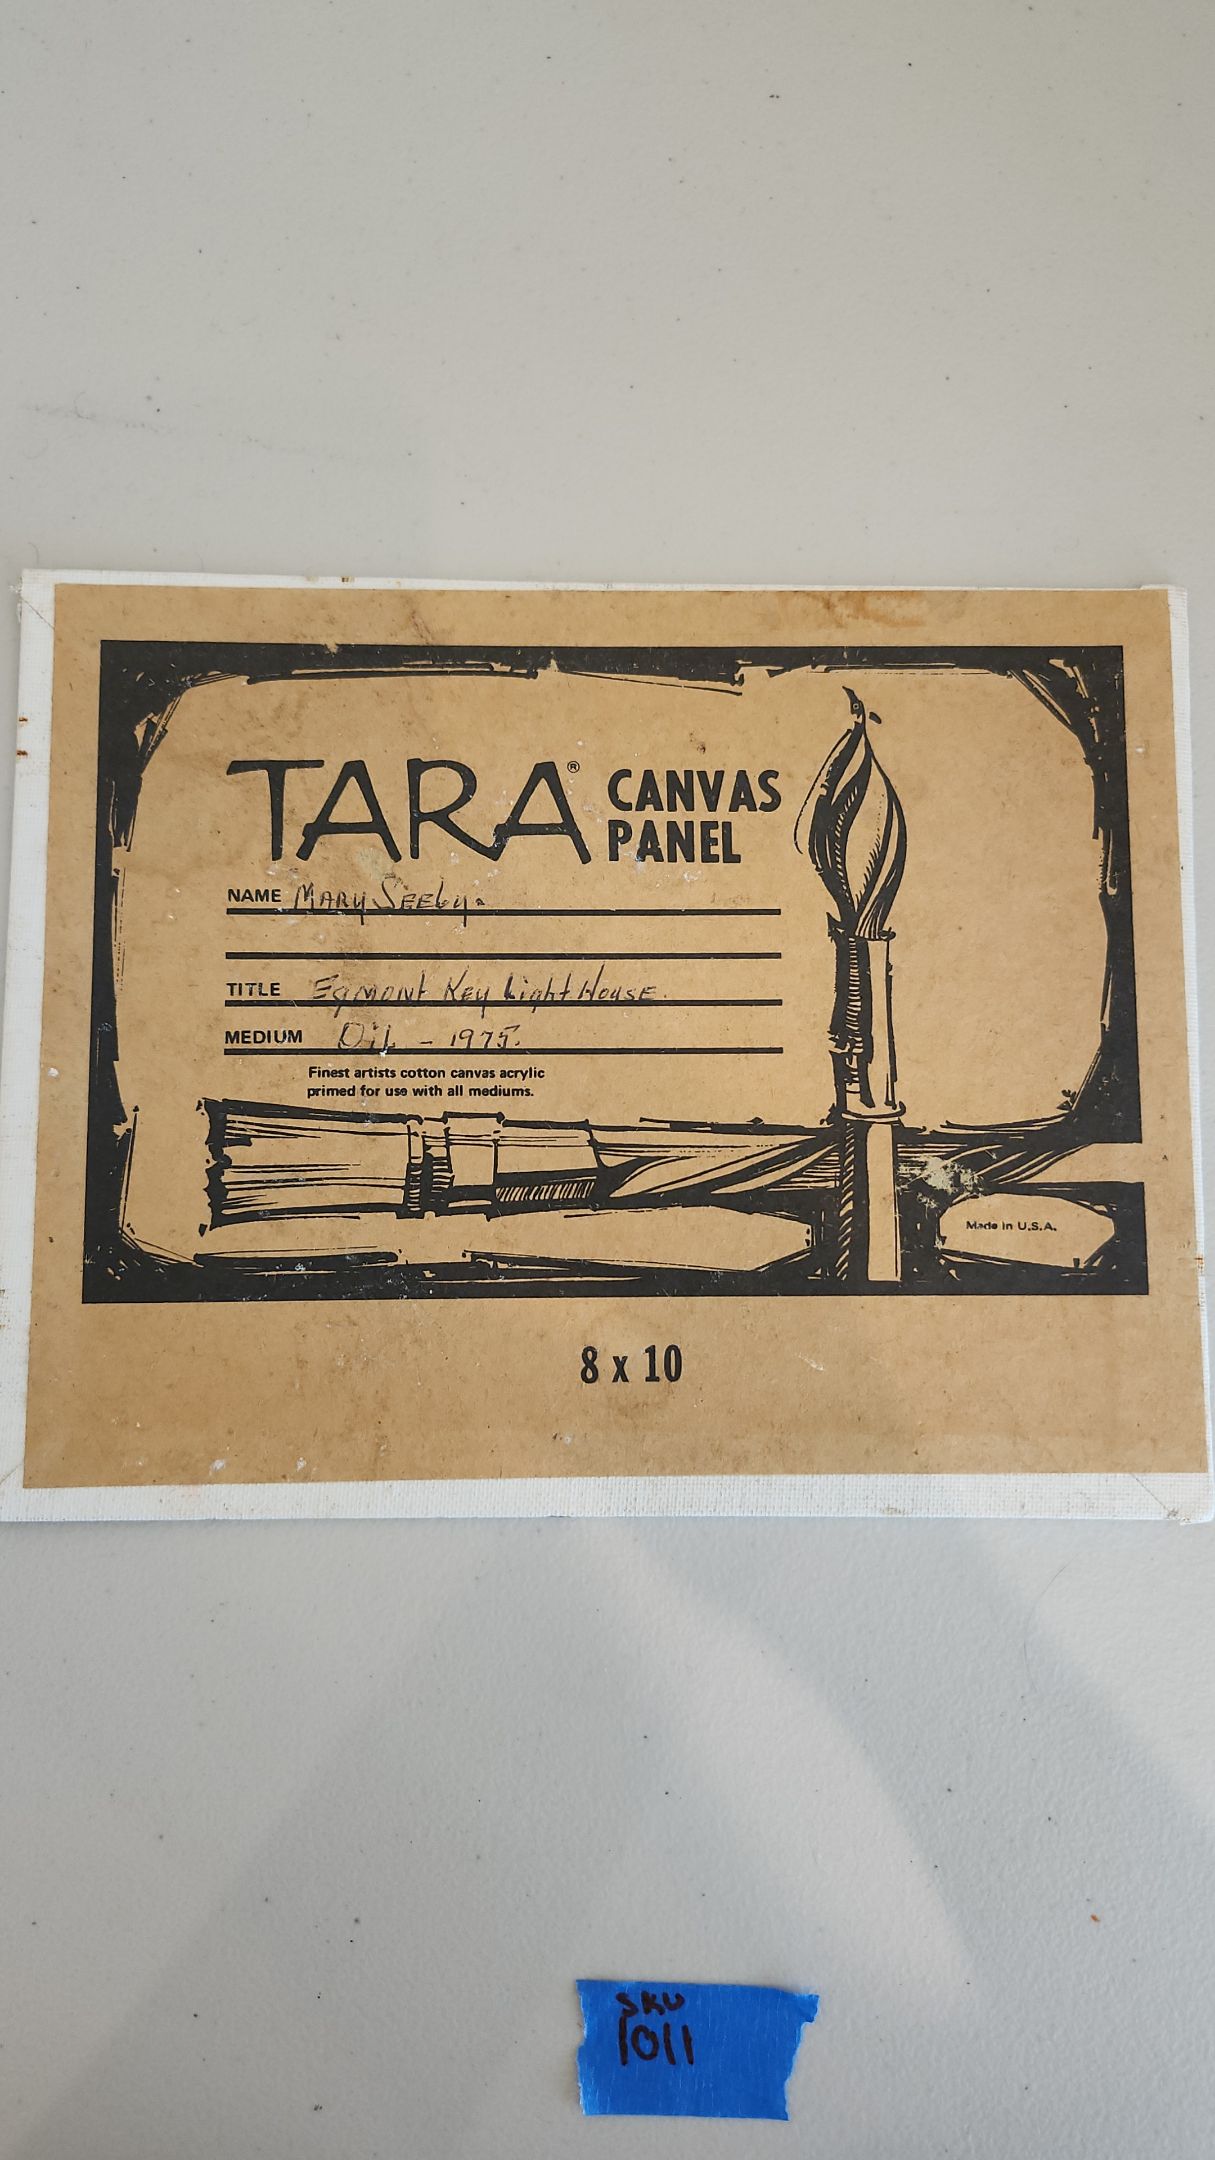 TARA® CANVAS
PANEL
NAME Mary Seeby.
TITLE Egmont Key Light House.
MEDIUM Oil - 1975.
Finest artists cotton canvas acrylic
primed for use with all mediums.
Made in U.S.A.
8 x 10
SKU
1011